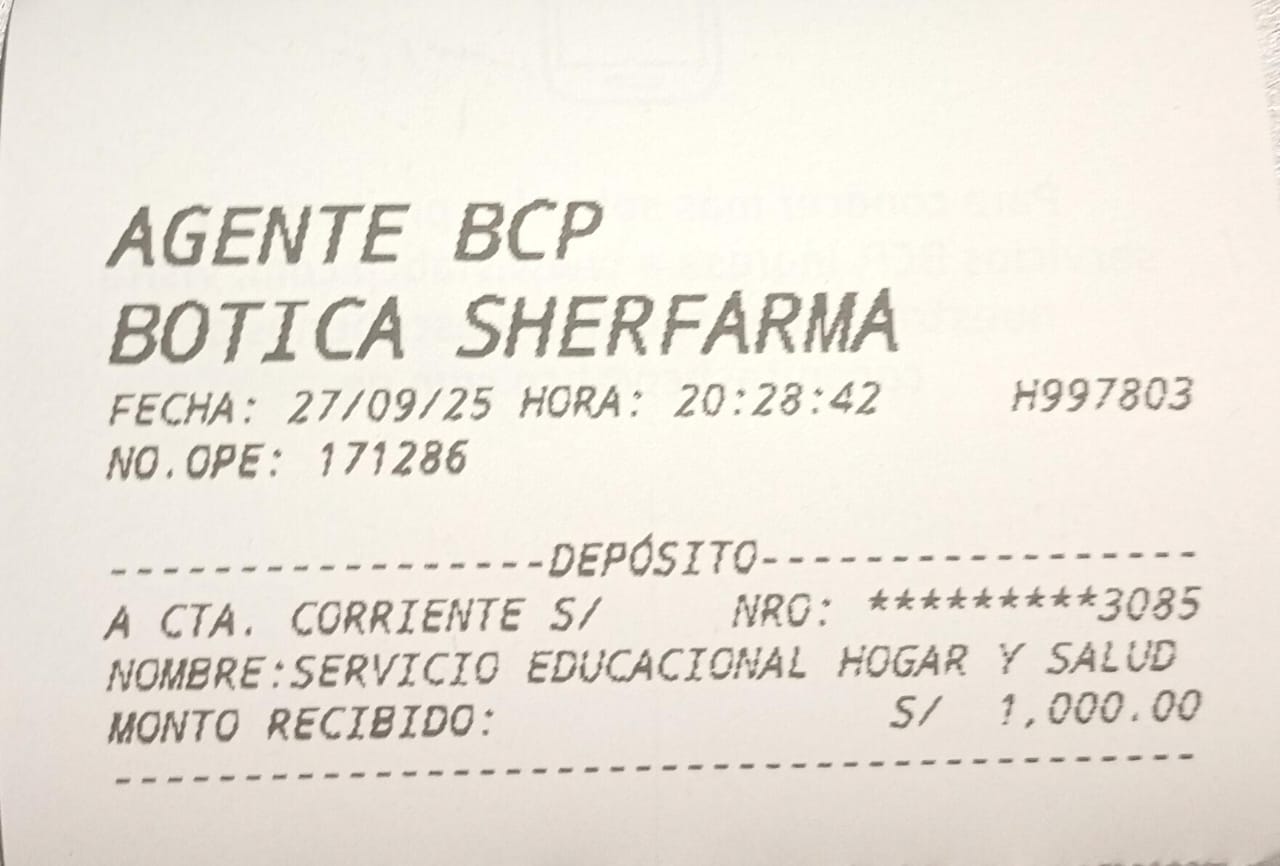 AGENTE BCP
BOTICA SHERFARMA
FECHA: 27/09/25 HORA: 20:28:42 H997803
NO.OPE: 171286
-----------------DEPÓSITO-----------------
A CTA. CORRIENTE S/ NRO: *********3085
NOMBRE:SERVICIO EDUCACIONAL HOGAR Y SALUD
MONTO RECIBIDO: S/ 1,000.00
------------------------------------------